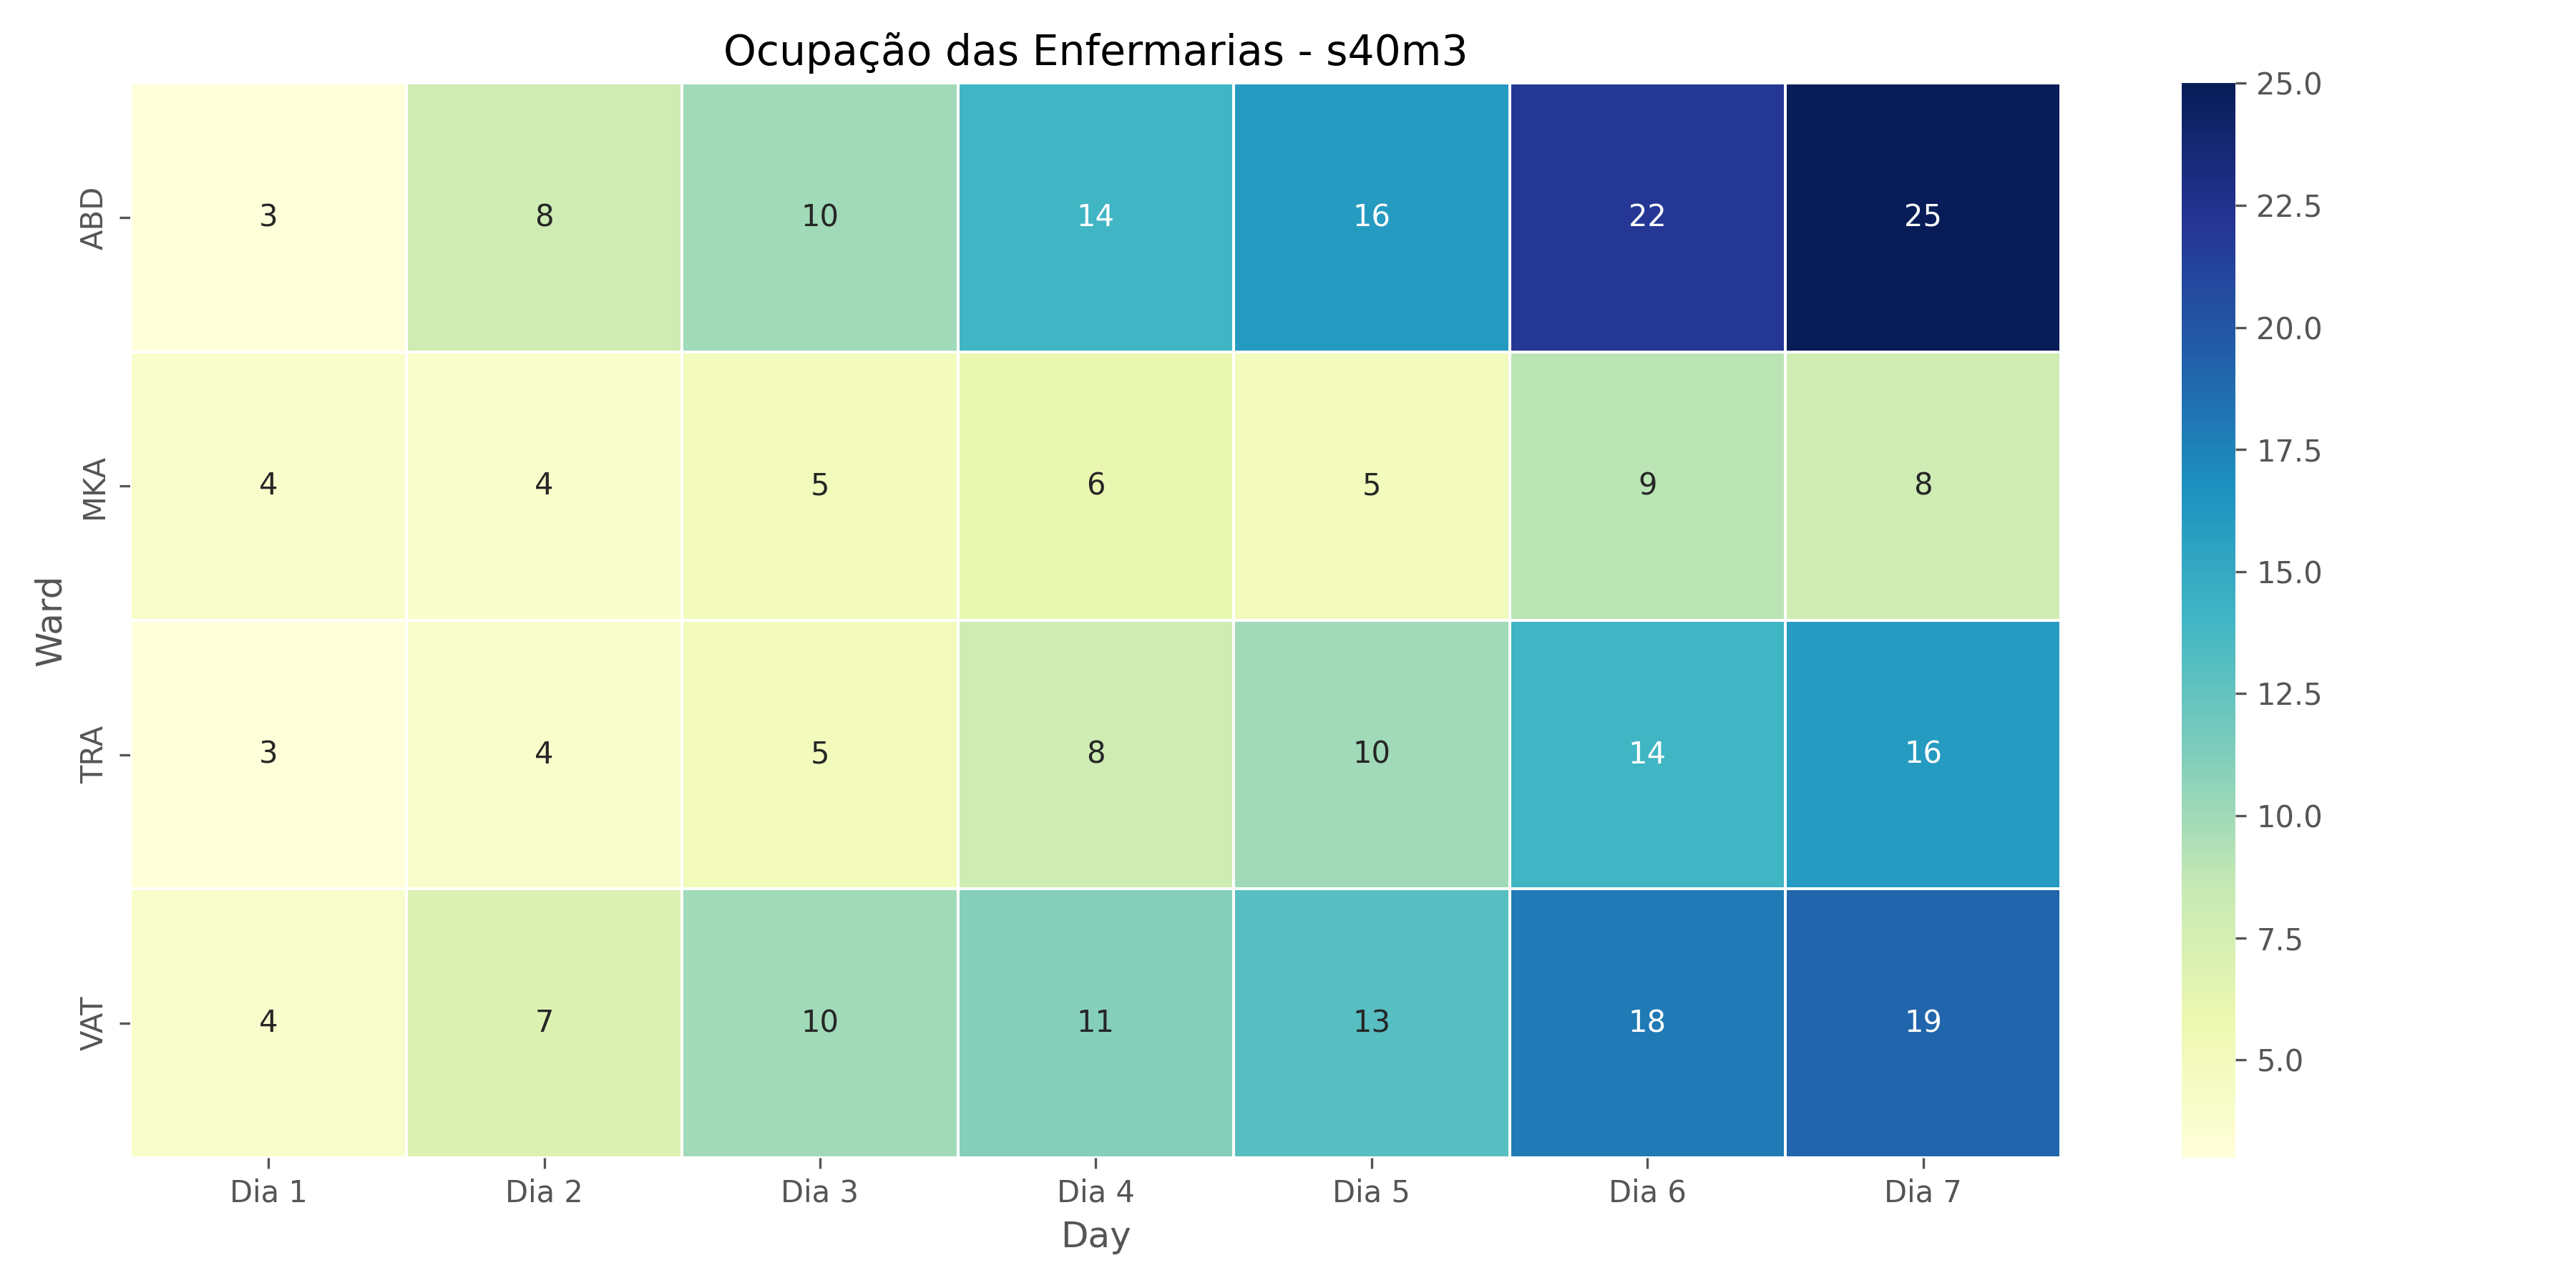 Ocupação das Enfermarias - s40m3
ABD 3 8 10 14 16 22 25
MKA 4 4 5 6 5 9 8
TRA 3 4 5 8 10 14 16
VAT 4 7 10 11 13 18 19
Ward
Dia 1 Dia 2 Dia 3 Dia 4 Dia 5 Dia 6 Dia 7
Day
25.0
22.5
20.0
17.5
15.0
12.5
10.0
7.5
5.0